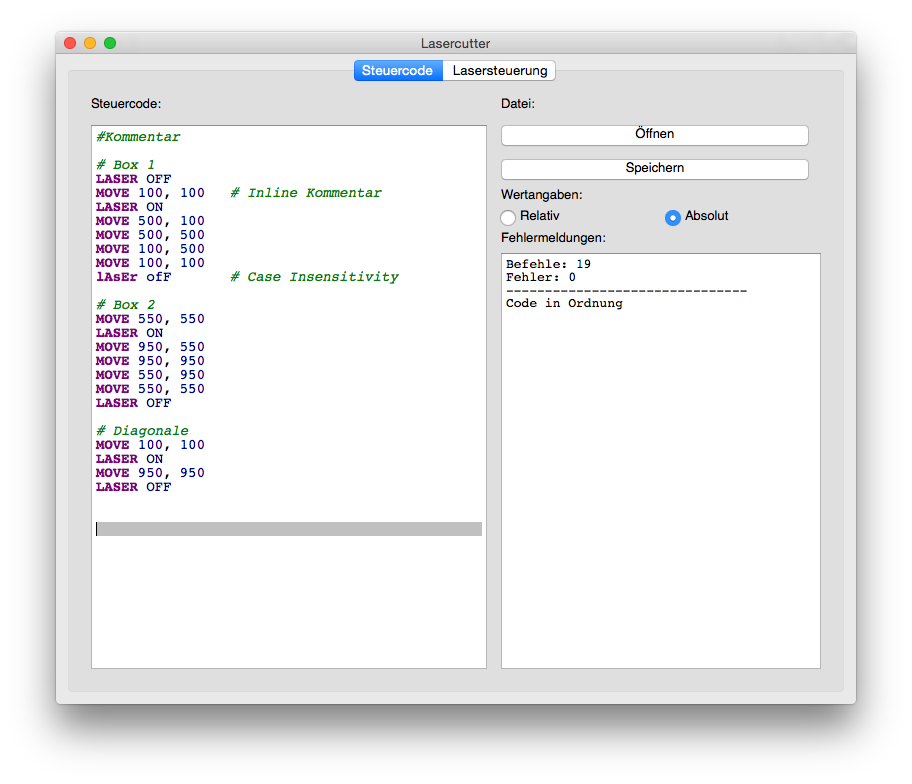 Lasercutter
Steuercode Lasersteuerung
Steuercode:
#Kommentar
# Box 1
LASER OFF
MOVE 100, 100 # Inline Kommentar
LASER ON
MOVE 500, 100
MOVE 500, 500
MOVE 100, 500
MOVE 100, 100
lAsEr ofF # Case Insensitivity
# Box 2
MOVE 550, 550
LASER ON
MOVE 950, 550
MOVE 950, 950
MOVE 550, 950
MOVE 550, 550
LASER OFF
# Diagonale
MOVE 100, 100
LASER ON
MOVE 950, 950
LASER OFF
Datei:
Öffnen
Speichern
Wertangaben:
Relativ Absolut
Fehlermeldungen:
Befehle: 19
Fehler: 0
-------------------------------
Code in Ordnung